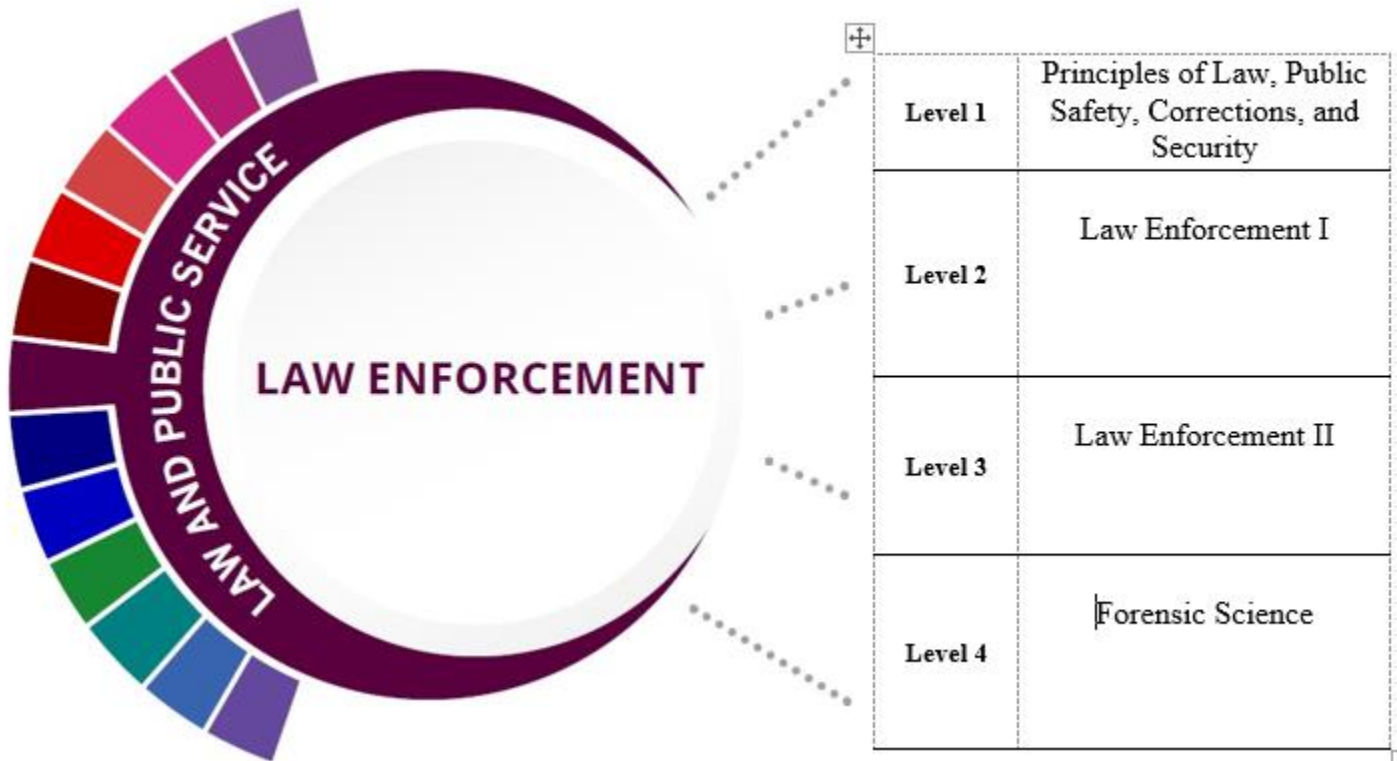 LAW AND PUBLIC SERVICE
LAW ENFORCEMENT
Level 1
Principles of Law, Public
Safety, Corrections, and
Security
Level 2
Law Enforcement I
Level 3
Law Enforcement II
Level 4
Forensic Science